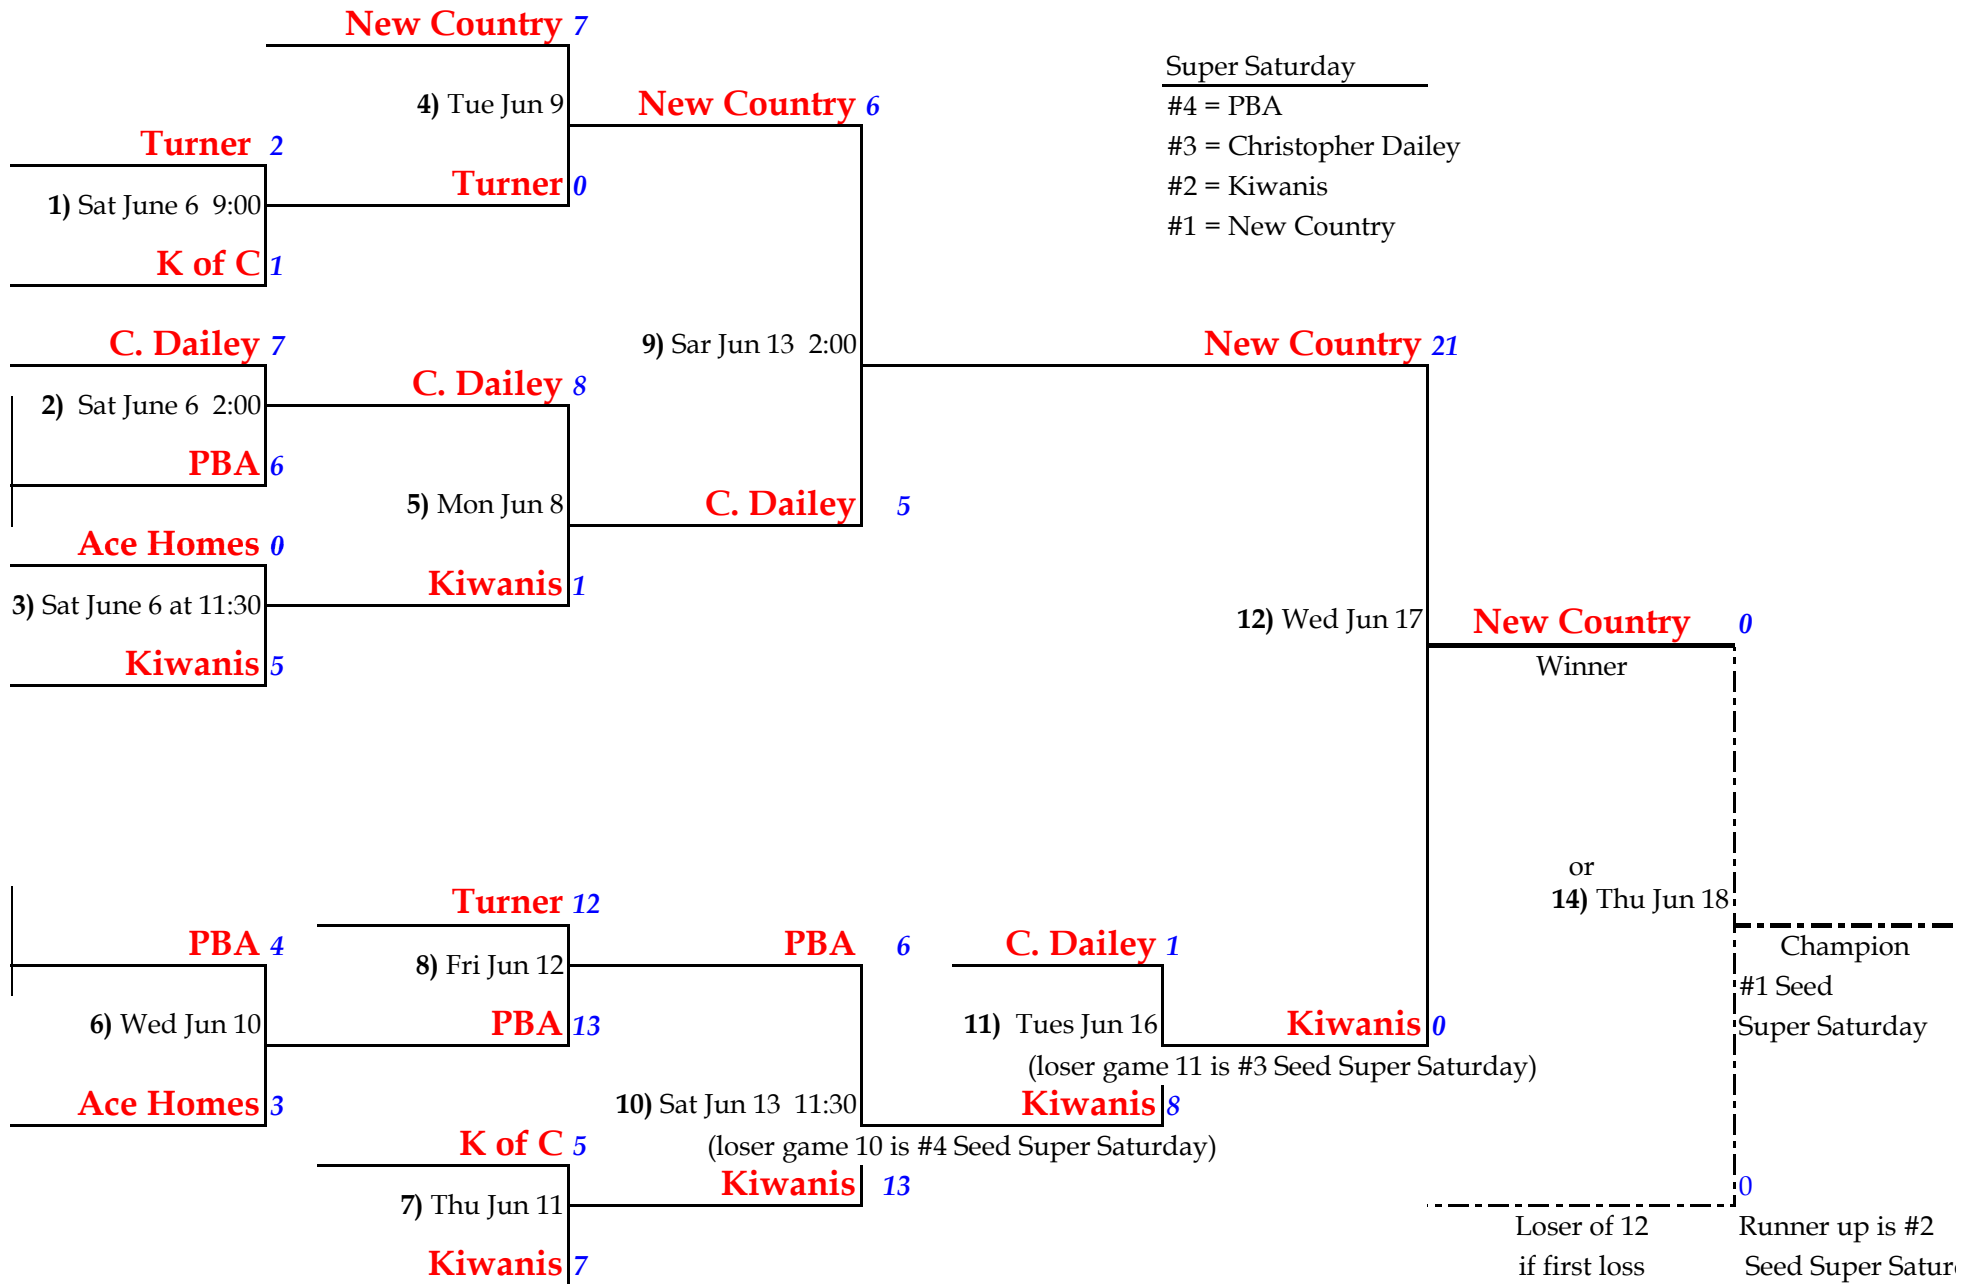 New Country 7
Super Saturday
4) Tue Jun 9
New Country 6
#4 = PBA
Turner 2
#3 = Christopher Dailey
Turner 0
#2 = Kiwanis
1) Sat June 6 9:00
#1 = New Country
K of C 1
C. Dailey 7
9) Sar Jun 13 2:00
New Country 21
C. Dailey 8
2) Sat June 6 2:00
PBA 6
5) Mon Jun 8
C. Dailey 5
Ace Homes 0
Kiwanis 1
3) Sat June 6 at 11:30
12) Wed Jun 17
New Country 0
Kiwanis 5
Winner
or
14) Thu Jun 18
Turner 12
PBA 4
8) Fri Jun 12
PBA 6
C. Dailey 1
Champion
#1 Seed
6) Wed Jun 10
PBA 13
11) Tues Jun 16
Kiwanis 0
Super Saturday
(loser game 11 is #3 Seed Super Saturday)
Ace Homes 3
10) Sat Jun 13 11:30
Kiwanis 8
K of C 5
(loser game 10 is #4 Seed Super Saturday)
Kiwanis 13
0
7) Thu Jun 11
Loser of 12
Runner up is #2
Kiwanis 7
if first loss
Seed Super Satur